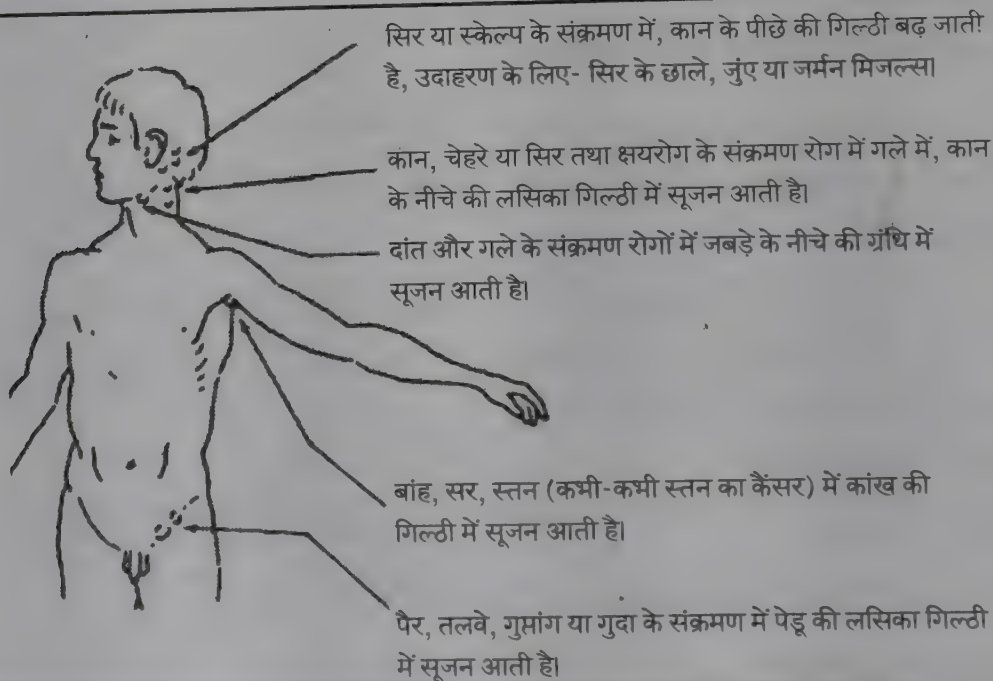 सिर या स्केल्प के संक्रमण में, कान के पीछे की गिल्ठी बढ़ जाती
है, उदाहरण के लिए- सिर के छाले, जुंए या जर्मन मिजल्स।
कान, चेहरे या सिर तथा क्षयरोग के संक्रमण रोग में गले में, कान
के नीचे की लसिका गिल्ठी में सूजन आती है।
दांत और गले के संक्रमण रोगों में जबड़े के नीचे की ग्रंथि में
सूजन आती है।
बांह, सर, स्तन (कभी-कभी स्तन का कैंसर) में कांख की
गिल्ठी में सूजन आती है।
पैर, तलवे, गुप्तांग या गुदा के संक्रमण में पेडू की लसिका गिल्ठी
में सूजन आती है।